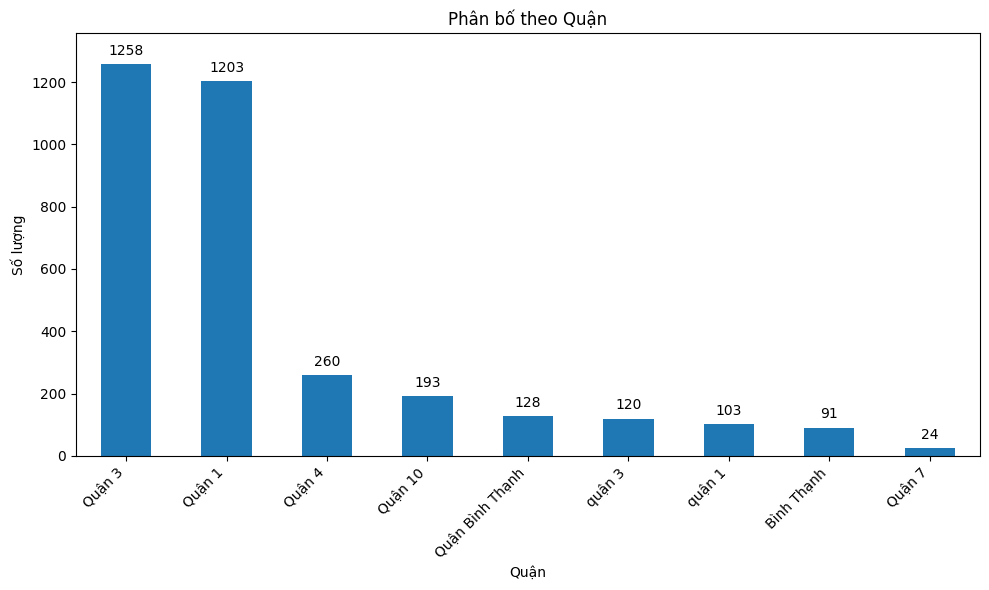 Phân bố theo Quận
1258
1203
260
193
128
120
103
91
24
1200
1000
800
600
400
200
0
Số lượng
Quận 3
Quận 1
Quận 4
Quận 10
Quận Bình Thạnh
quận 3
quận 1
Bình Thạnh
Quận 7
Quận